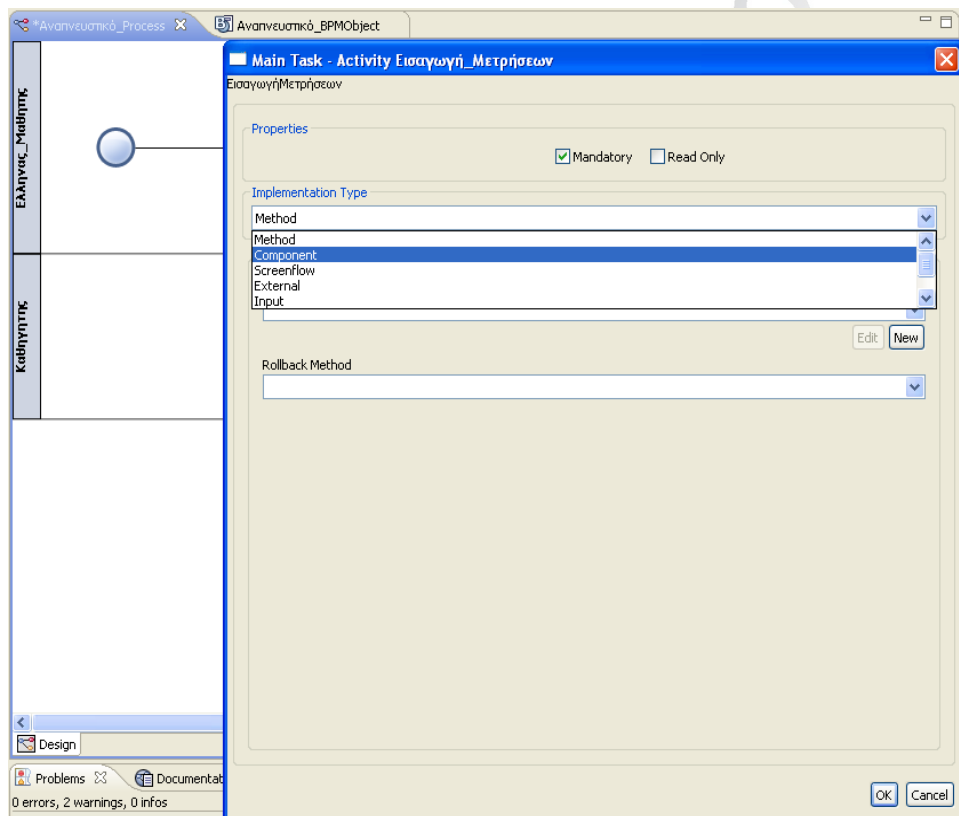 *Αναπνευστικό_Process
Αναπνευστικό_BPMObject
Ελληνας_Μαθητης
Καθηγητης
Main Task - Activity Εισαγωγή_Μετρήσεων
ΕισαγωγήΜετρήσεων
Properties
Mandatory Read Only
Implementation Type
Method
Method
Component
Screenflow
External
Input
Edit New
Rollback Method
Design
Problems Documentat
0 errors, 2 warnings, 0 infos
OK Cancel